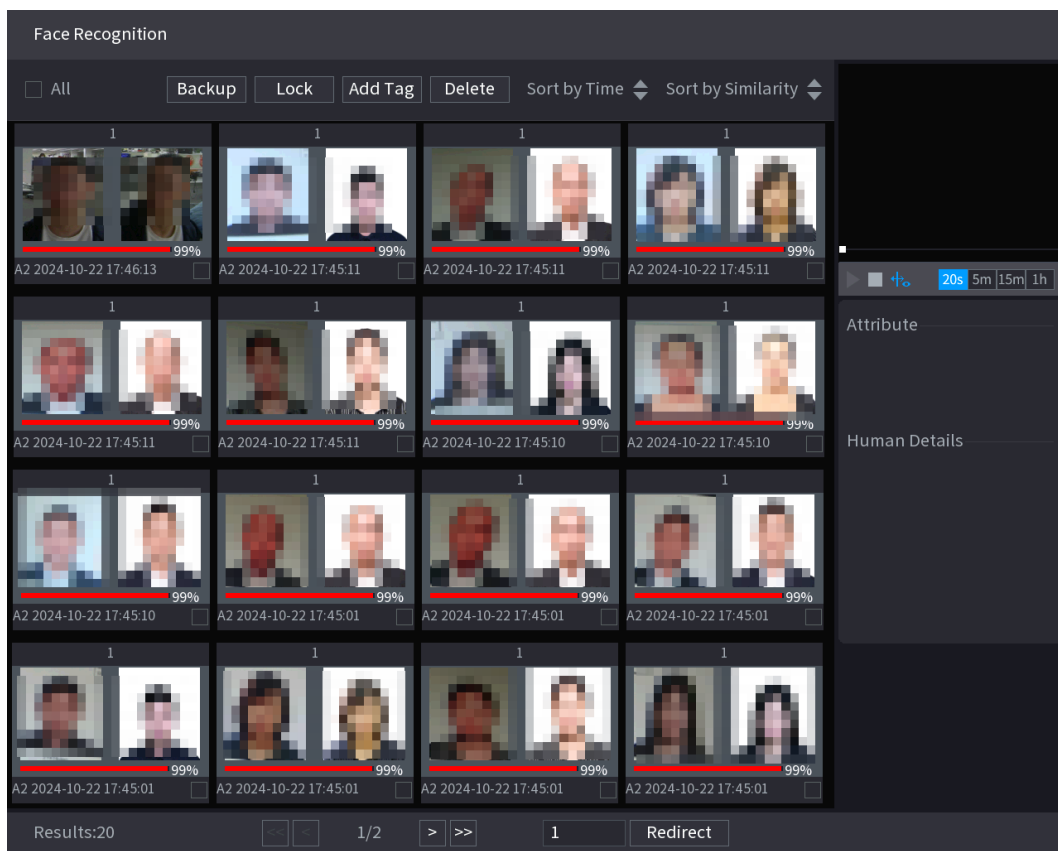 Face Recognition
All Backup Lock Add Tag Delete Sort by Time Sort by Similarity
1 1 1 1
99% 99% 99% 99%
A2 2024-10-22 17:46:13 A2 2024-10-22 17:45:11 A2 2024-10-22 17:45:11 A2 2024-10-22 17:45:11
20s 5m 15m 1h
1 1 1 1
Attribute
99% 99% 99% 99%
A2 2024-10-22 17:45:11 A2 2024-10-22 17:45:11 A2 2024-10-22 17:45:10 A2 2024-10-22 17:45:10
Human Details
1 1 1 1
99% 99% 99% 99%
A2 2024-10-22 17:45:10 A2 2024-10-22 17:45:01 A2 2024-10-22 17:45:01 A2 2024-10-22 17:45:01
1 1 1 1
99% 99% 99% 99%
A2 2024-10-22 17:45:01 A2 2024-10-22 17:45:01 A2 2024-10-22 17:45:01 A2 2024-10-22 17:45:01
Results:20 << < 1/2 > >> 1 Redirect